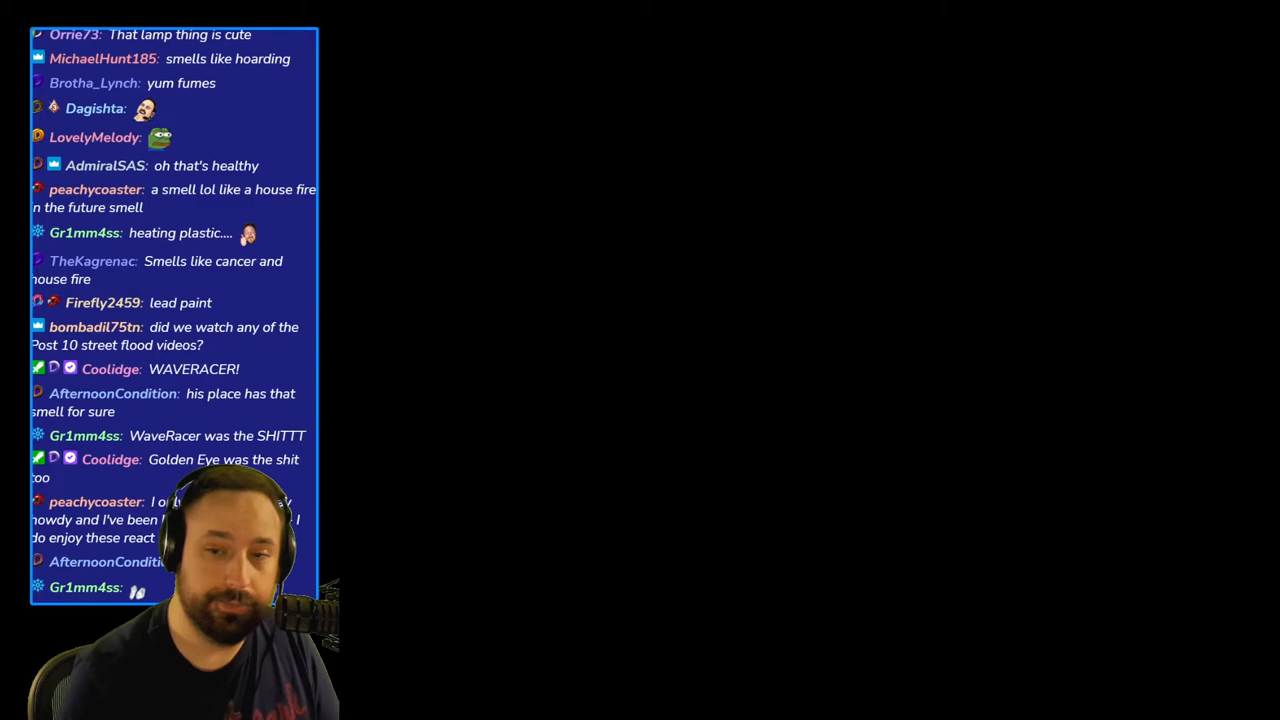 Orrie73: That lamp thing is cute
MichaelHunt185: smells like hoarding
Brotha_Lynch: yum fumes
Dagishta:
LovelyMelody:
AdmiralSAS: oh that's healthy
peachycoaster: a smell lol like a house fire
in the future smell
Gr1mm4ss: heating plastic....
TheKagrenac: Smells like cancer and
house fire
Firefly2459: lead paint
bombadil75tn: did we watch any of the
Post 10 street flood videos?
Coolidge: WAVERACER!
AfternoonCondition: his place has that
smell for sure
Gr1mm4ss: WaveRacer was the SHITTT
Coolidge: Golden Eye was the shit
too
peachycoaster: I
howdy and I've been I
do enjoy these react
Gr1mm4ss: